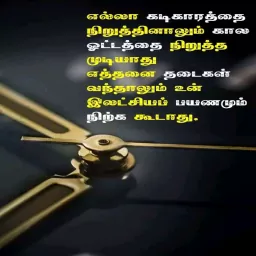 எல்லா கடிகாரத்தை
நிறுத்தினாலும் கால
ஓட்டத்தை நிறுத்த
முடியாது
எத்தனை தடைகள்
வந்தாலும் உன்
இலட்சியப் பயணமும்
நிற்க கூடாது.